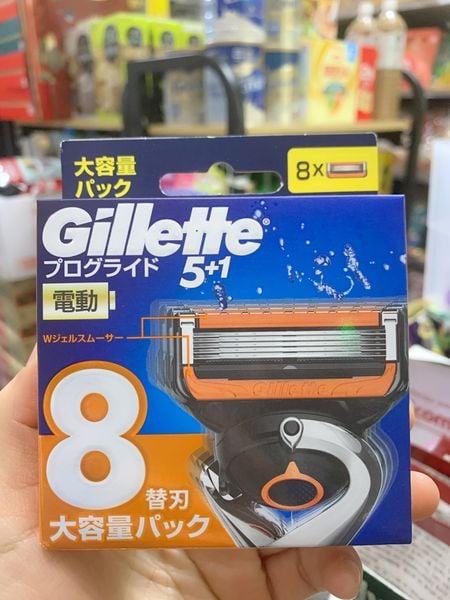 大容量
パック
8x
Gillette
プログライド
5+1
電動
Wジェルスムーサー
Gillette
8
替刃
大容量パック